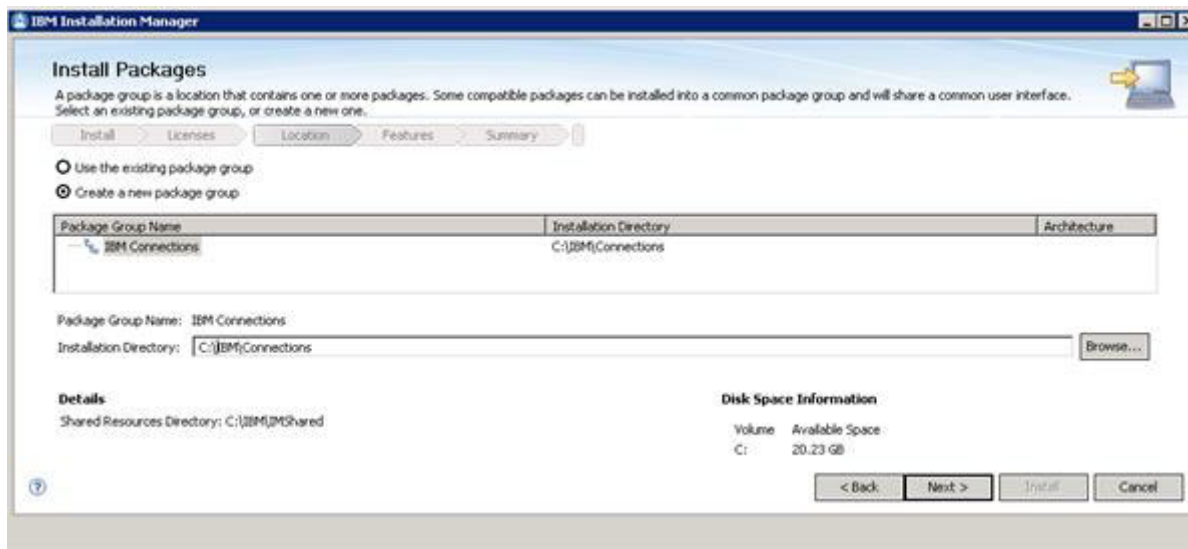 IBM Installation Manager
Install Packages
A package group is a location that contains one or more packages. Some compatible packages can be installed into a common package group and will share a common user interface.
Select an existing package group, or create a new one.
Install Licenses Location Features Summary
Use the existing package group
Create a new package group
Package Group Name Installation Directory Architecture
IBM Connections C:\IBM\Connections
Package Group Name: IBM Connections
Installation Directory: C:\IBM\Connections Browse...
Details Disk Space Information
Shared Resources Directory: C:\IBM\IMShared
Volume Available Space
C: 20.23 GB
? < Back Next > Install Cancel